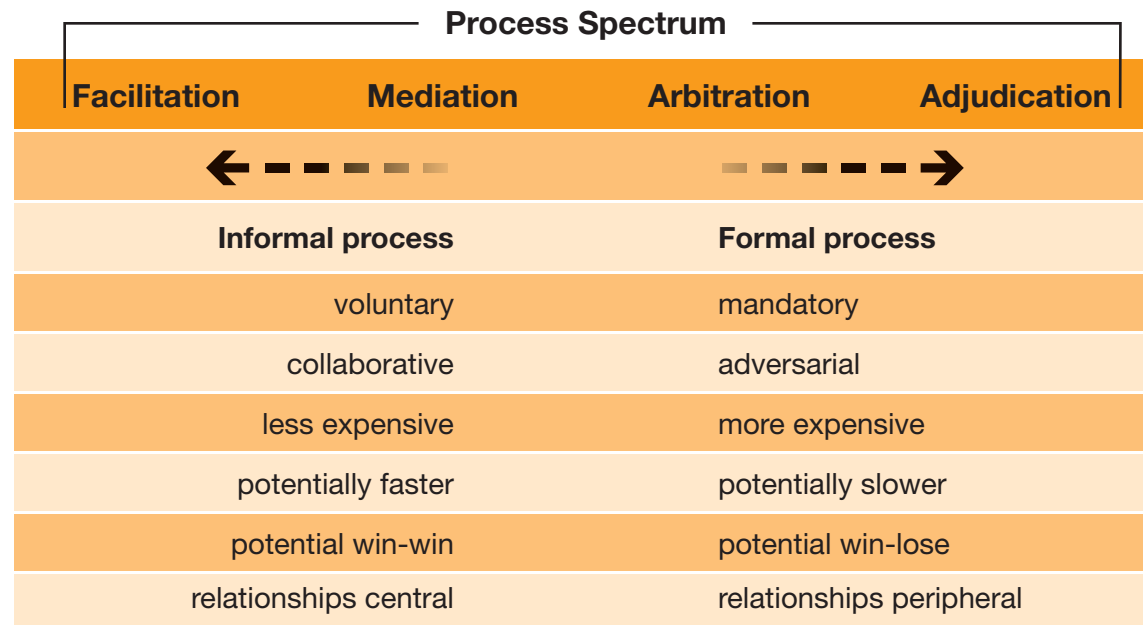 Process Spectrum
Facilitation Mediation Arbitration Adjudication
Informal process Formal process
voluntary mandatory
collaborative adversarial
less expensive more expensive
potentially faster potentially slower
potential win-win potential win-lose
relationships central relationships peripheral